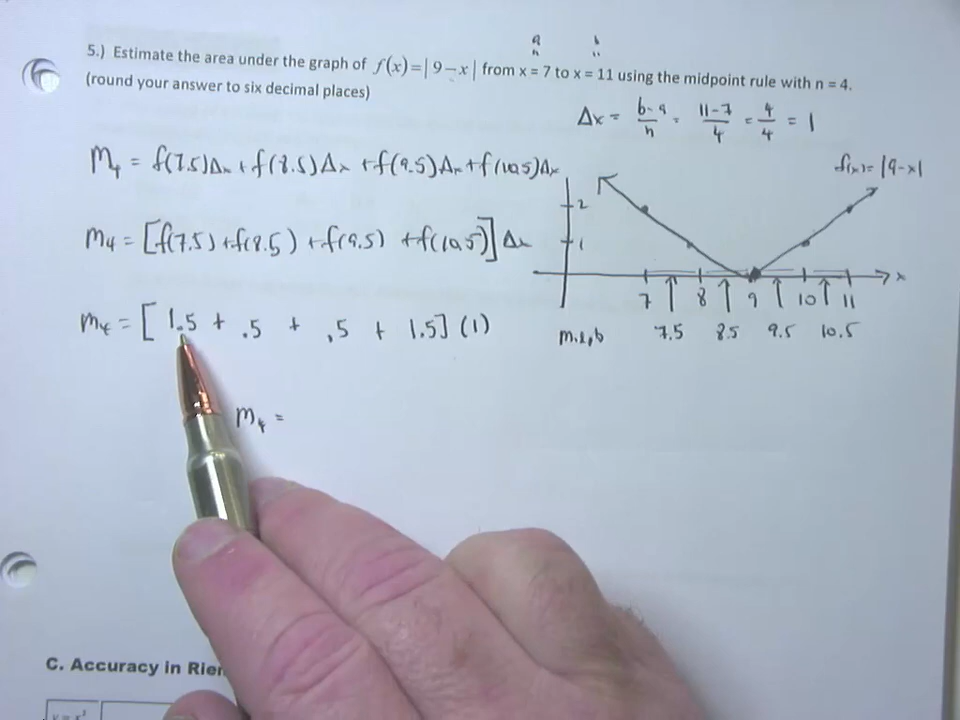 a b
" "
5.) Estimate the area under the graph of f(x)=|9−x| from x = 7 to x = 11 using the midpoint rule with n = 4.
(round your answer to six decimal places)
Δx = b-a/n = 11-7/4 = 4/4 = 1
M4 = f(7.5)Δx + f(8.5)Δx + f(9.5)Δx + f(10.5)Δx
f(x) = |9-x|
2
M4 = [f(7.5) + f(8.5) + f(9.5) + f(10.5)] Δx
1
x
7 8 9 10 11
M4 = [ 1.5 + .5 + .5 + 1.5] (1)
7.5 8.5 9.5 10.5
M4 =
C. Accuracy in Rie
y = x²